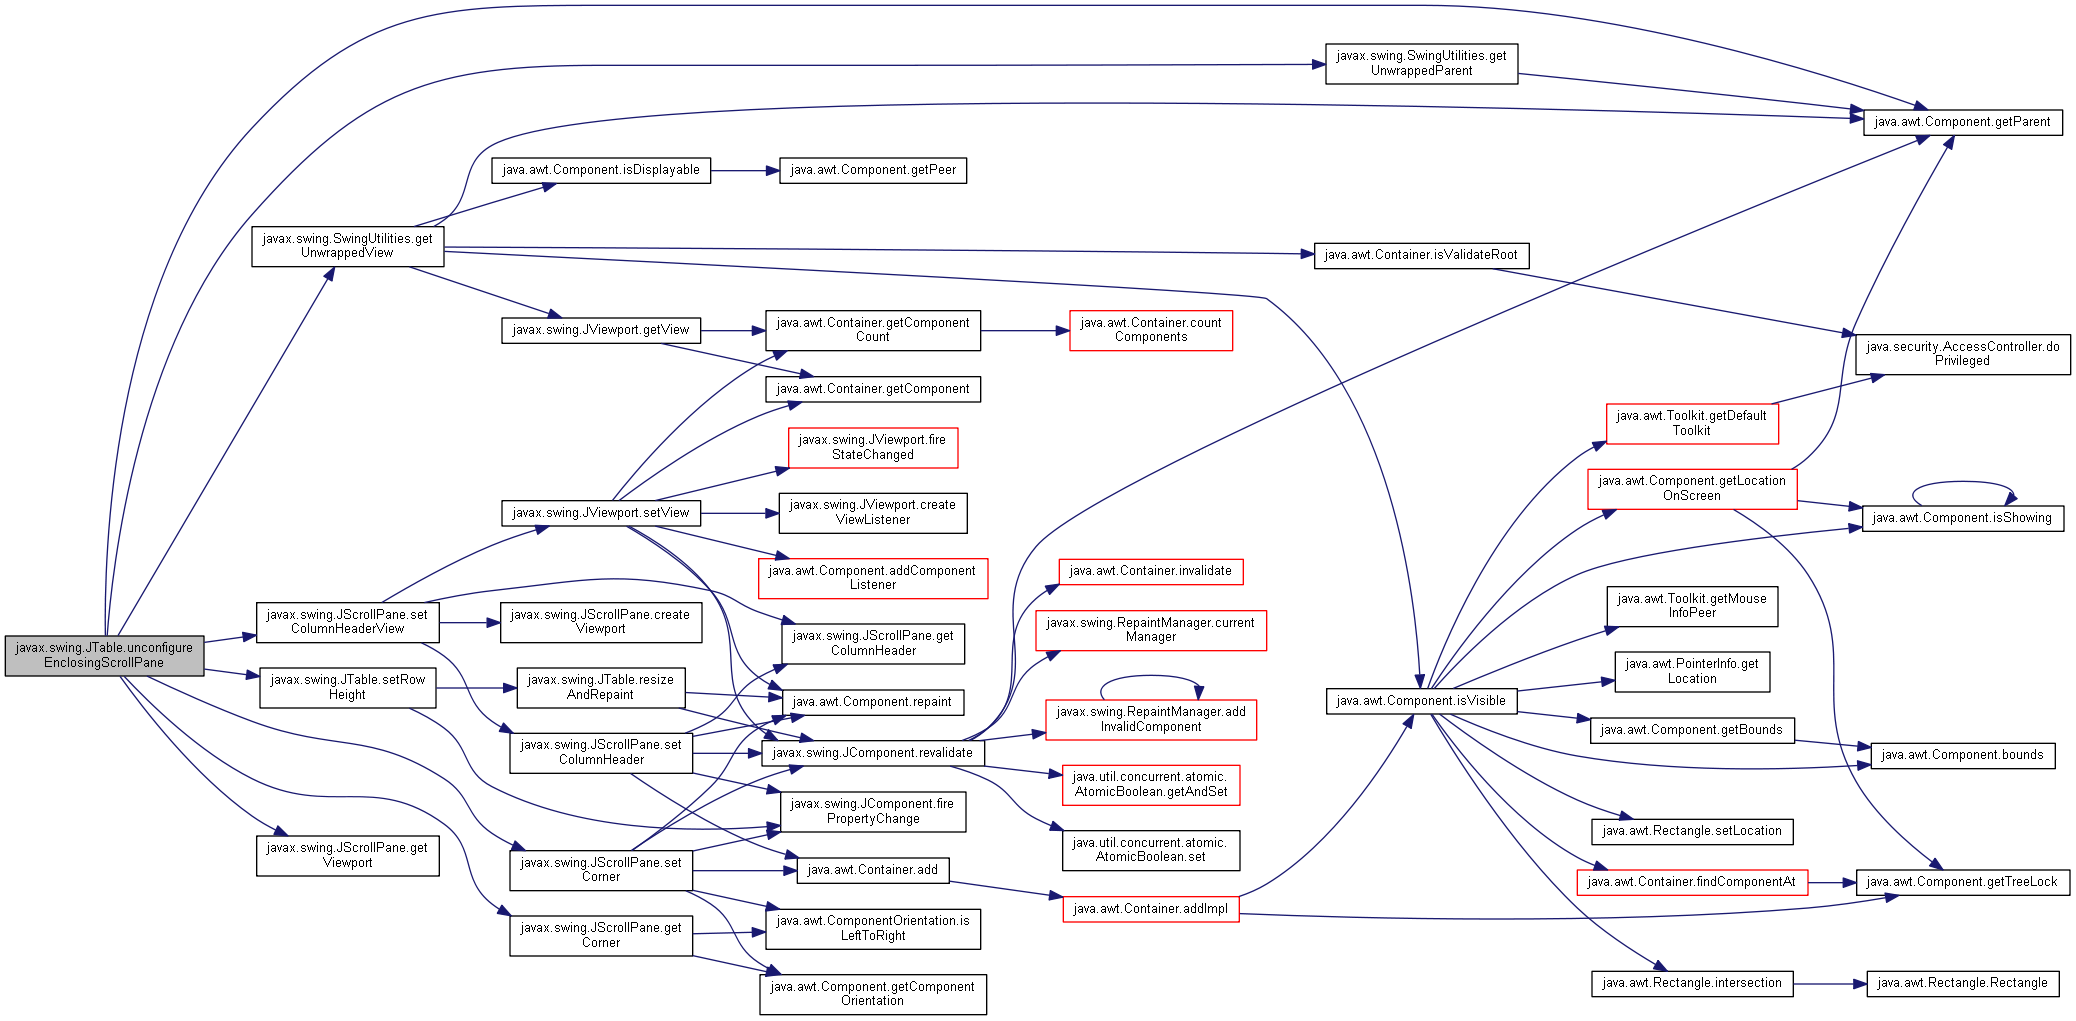 javax.swing.JTable.unconfigure
EnclosingScrollPane
javax.swing.SwingUtilities.get
UnwrappedView
javax.swing.JScrollPane.set
ColumnHeaderView
javax.swing.JTable.setRow
Height
javax.swing.JScrollPane.get
Viewport
java.awt.Component.isDisplayable
javax.swing.JViewport.getView
javax.swing.JViewport.setView
javax.swing.JScrollPane.create
Viewport
javax.swing.JTable.resize
AndRepaint
javax.swing.JScrollPane.set
ColumnHeader
javax.swing.JScrollPane.set
Corner
javax.swing.JScrollPane.get
Corner
java.awt.Component.getPeer
java.awt.Container.getComponent
Count
java.awt.Container.getComponent
javax.swing.JViewport.fire
StateChanged
javax.swing.JViewport.create
ViewListener
java.awt.Component.addComponent
Listener
javax.swing.JScrollPane.get
ColumnHeader
java.awt.Component.repaint
javax.swing.JComponent.revalidate
javax.swing.JComponent.fire
PropertyChange
java.awt.Container.add
java.awt.ComponentOrientation.is
LeftToRight
java.awt.Component.getComponent
Orientation
java.awt.Container.count
Components
java.awt.Container.invalidate
javax.swing.RepaintManager.current
Manager
javax.swing.RepaintManager.add
InvalidComponent
java.util.concurrent.atomic.
AtomicBoolean.getAndSet
java.util.concurrent.atomic.
AtomicBoolean.set
java.awt.Container.addImpl
javax.swing.SwingUtilities.get
UnwrappedParent
java.awt.Container.isValidateRoot
java.awt.Component.isVisible
java.awt.Toolkit.getDefault
Toolkit
java.awt.Component.getLocation
OnScreen
java.awt.Toolkit.getMouse
InfoPeer
java.awt.PointerInfo.get
Location
java.awt.Component.getBounds
java.awt.Rectangle.setLocation
java.awt.Container.findComponentAt
java.awt.Rectangle.intersection
java.awt.Component.getParent
java.security.AccessController.do
Privileged
java.awt.Component.isShowing
java.awt.Component.bounds
java.awt.Component.getTreeLock
java.awt.Rectangle.Rectangle